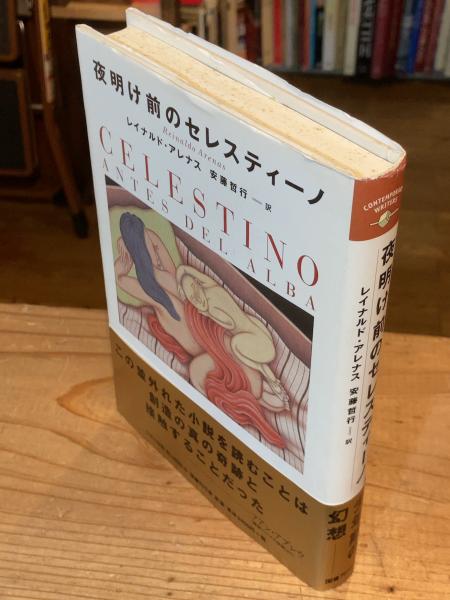 夜明け前のセレスティーノ
Reinaldo Arenas
レイナルド・アレナス 安藤哲行──訳
CELESTINO
ANTES DEL ALBA
この並外れた小説を読むことは
創造の真の奇跡と
接触することだった
CONTEMPORARY
WRITERS
夜明け前のセレスティーノ
レイナルド・アレナス 安藤哲行──訳
幻想──